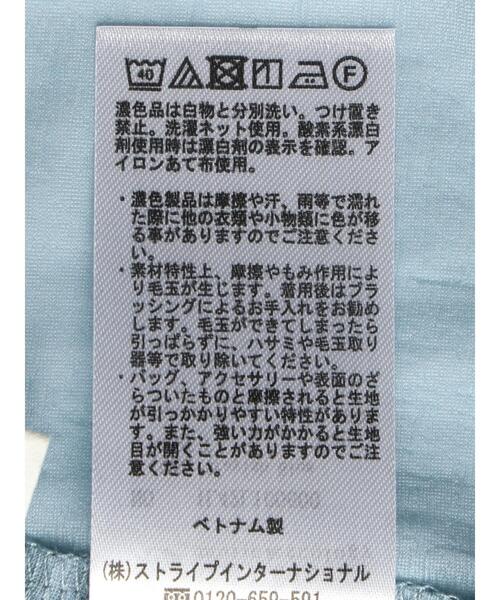 40 F
濃色品は白物と分別洗い。つけ置き
禁止。洗濯ネット使用。酸素系漂白
剤使用時は漂白剤の表示を確認。ア
イロンあて布使用。
・濃色製品は摩擦や汗、雨等で濡れ
た際に他の衣類や小物類に色が移
る事がありますのでご注意くださ
い。
・素材特性上、摩擦やもみ作用によ
り毛玉が生じます。着用後はブラ
ッシングによるお手入れをお勧め
します。毛玉ができてしまったら
引っぱらずに、ハサミや毛玉取り
器等で取り除いてください。
・バッグ、アクセサリーや表面のざ
らついたものと摩擦されると生地
が引っかかりやすい特性がありま
す。また、強い力がかかると生地
目が開くことがありますのでご注
意ください。
ベトナム製
(株)ストライプインターナショナル
0120-659-591